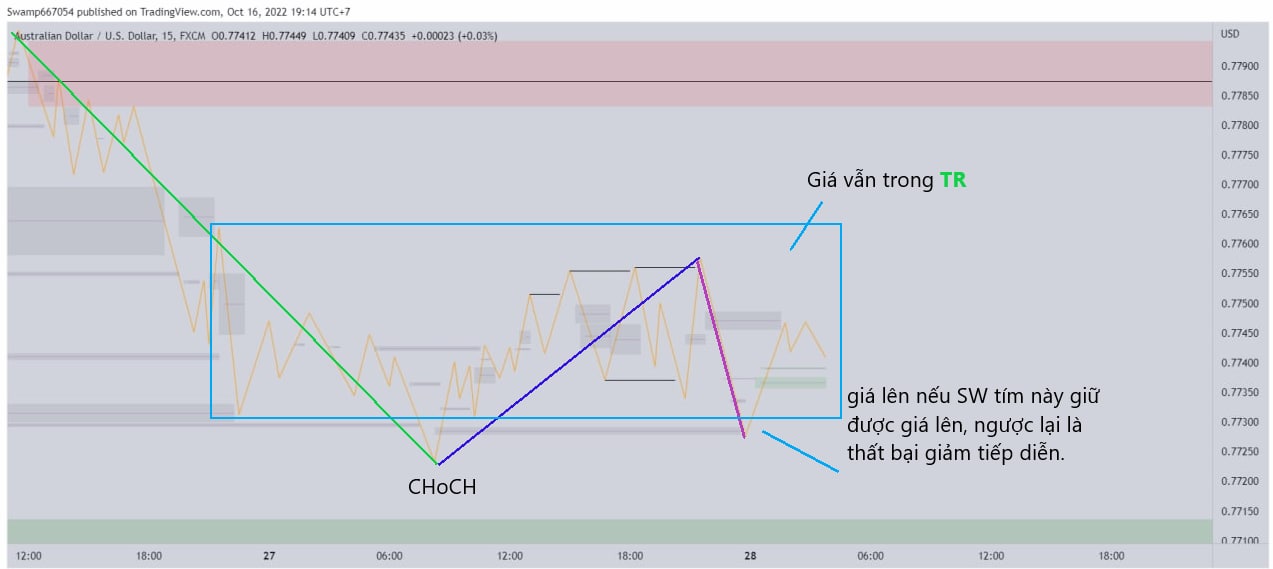 Swamp667054 published on TradingView.com, Oct 16, 2022 19:14 UTC+7
Australian Dollar / U.S. Dollar, 15, FXCM O0.77412 H0.77449 L0.77409 C0.77435 +0.00023 (+0.03%)
USD
0.77900
0.77850
0.77800
0.77750
0.77700
0.77650
0.77600
0.77550
0.77500
0.77450
0.77400
0.77350
0.77300
0.77250
0.77200
0.77150
0.77100
Giá vẫn trong TR
giá lên nếu SW tím này giữ
được giá lên, ngược lại là
thất bại giảm tiếp diễn.
CHoCH
12:00 18:00 27 06:00 12:00 18:00 28 06:00 12:00 18:00